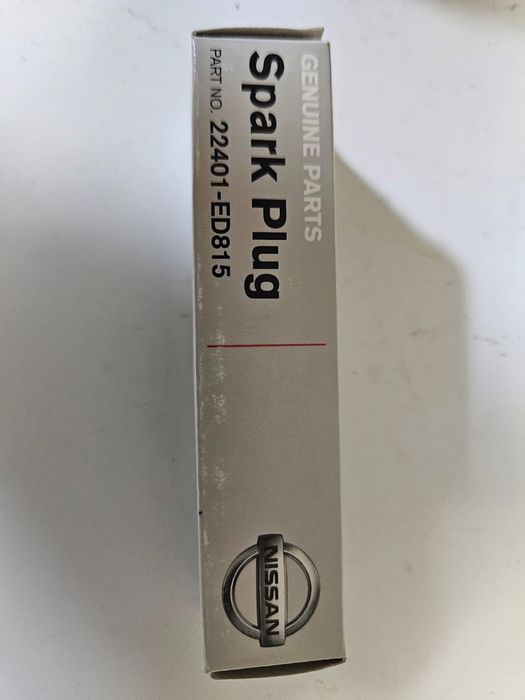 GENUINE PARTS
Spark Plug
PART NO. 22401-ED815
NISSAN